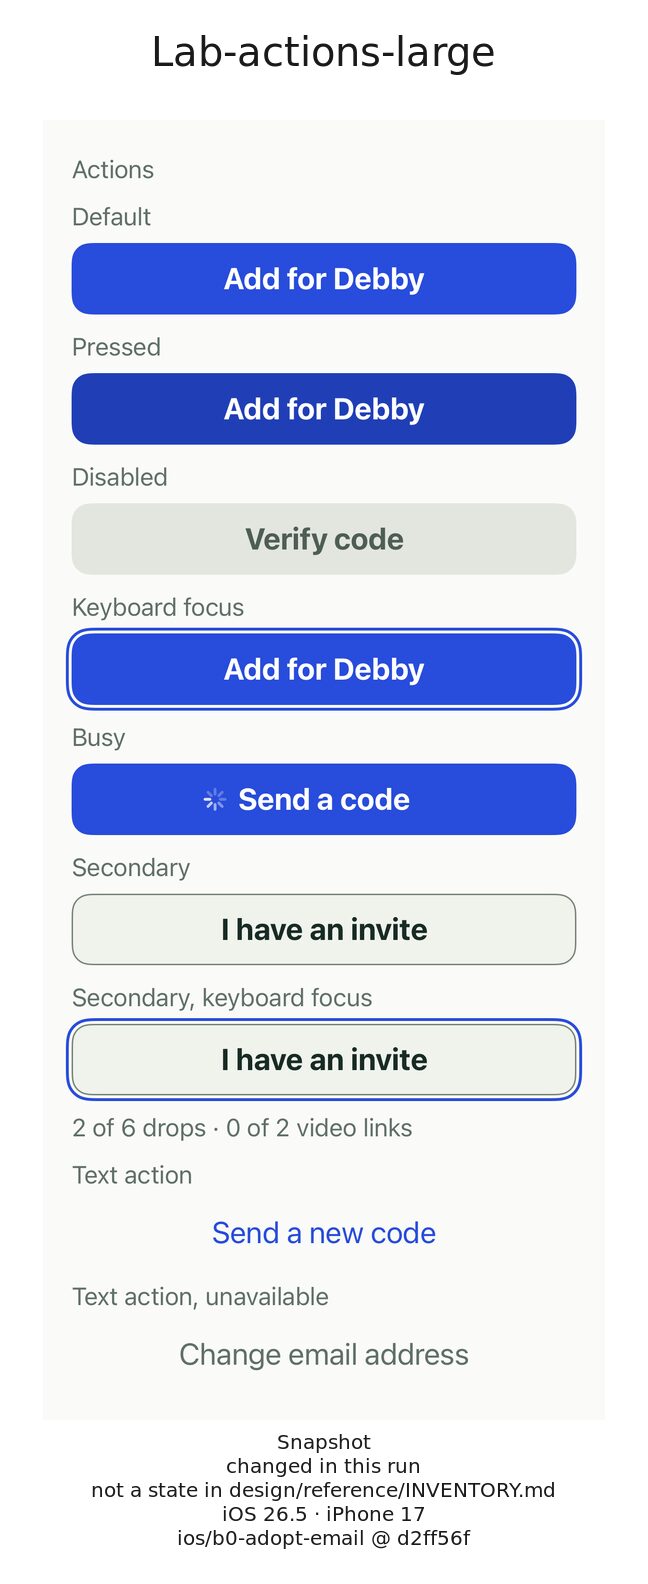 Lab-actions-large
Actions
Default
Add for Debby
Pressed
Add for Debby
Disabled
Verify code
Keyboard focus
Add for Debby
Busy
Send a code
Secondary
I have an invite
Secondary, keyboard focus
I have an invite
2 of 6 drops · 0 of 2 video links
Text action
Send a new code
Text action, unavailable
Change email address
Snapshot
changed in this run
not a state in design/reference/INVENTORY.md
iOS 26.5 · iPhone 17
ios/b0-adopt-email @ d2ff56f